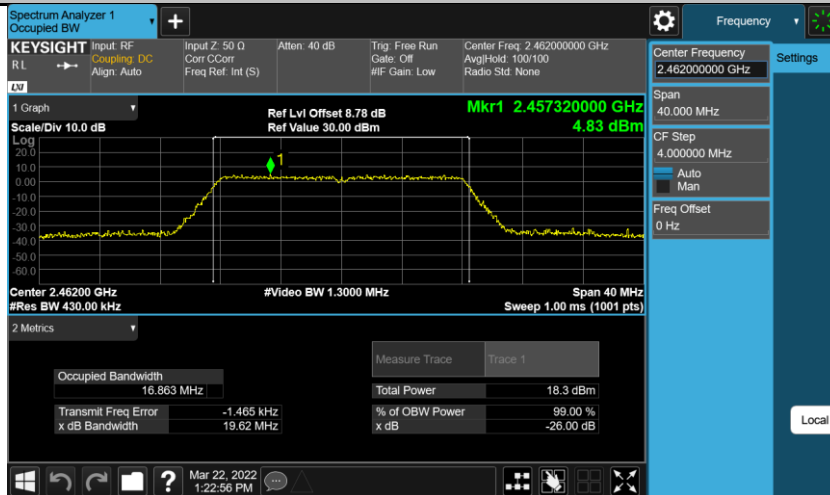 Spectrum Analyzer 1
Occupied BW
+
Frequency
KEYSIGHT
RL
LXI
Input: RF
Coupling: DC
Align: Auto
Input Z: 50 Ω
Corr CCorr
Freq Ref: Int (S)
Atten: 40 dB
Trig: Free Run
Gate: Off
#IF Gain: Low
Center Freq: 2.462000000 GHz
Avg|Hold: 100/100
Radio Std: None
Center Frequency
2.462000000 GHz
Settings
Span
40.000 MHz
CF Step
4.000000 MHz
Auto
Man
Freq Offset
0 Hz
Local
1 Graph
Scale/Div 10.0 dB
Ref Lvl Offset 8.78 dB
Ref Value 30.00 dBm
Mkr1 2.457320000 GHz
4.83 dBm
Log
20.0
10.0
0.00
-10.0
-20.0
-30.0
-40.0
-50.0
-60.0
1
Center 2.46200 GHz
#Video BW 1.3000 MHz
Span 40 MHz
#Res BW 430.00 kHz
Sweep 1.00 ms (1001 pts)
2 Metrics
Measure Trace
Trace 1
Occupied Bandwidth
16.863 MHz
Total Power
18.3 dBm
Transmit Freq Error
-1.465 kHz
% of OBW Power
99.00 %
x dB Bandwidth
19.62 MHz
x dB
-26.00 dB
?
Mar 22, 2022
1:22:56 PM